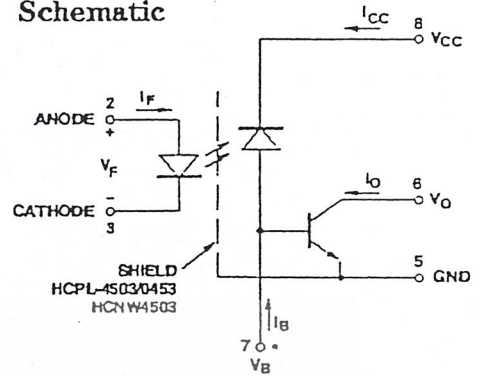 Schematic
ICC
8
VCC
2
IF
ANODE
+
VF
−
CATHODE
3
IO
6
VO
5
GND
SHIELD
HCPL-4503/0453
HCNW4503
IB
7
VB